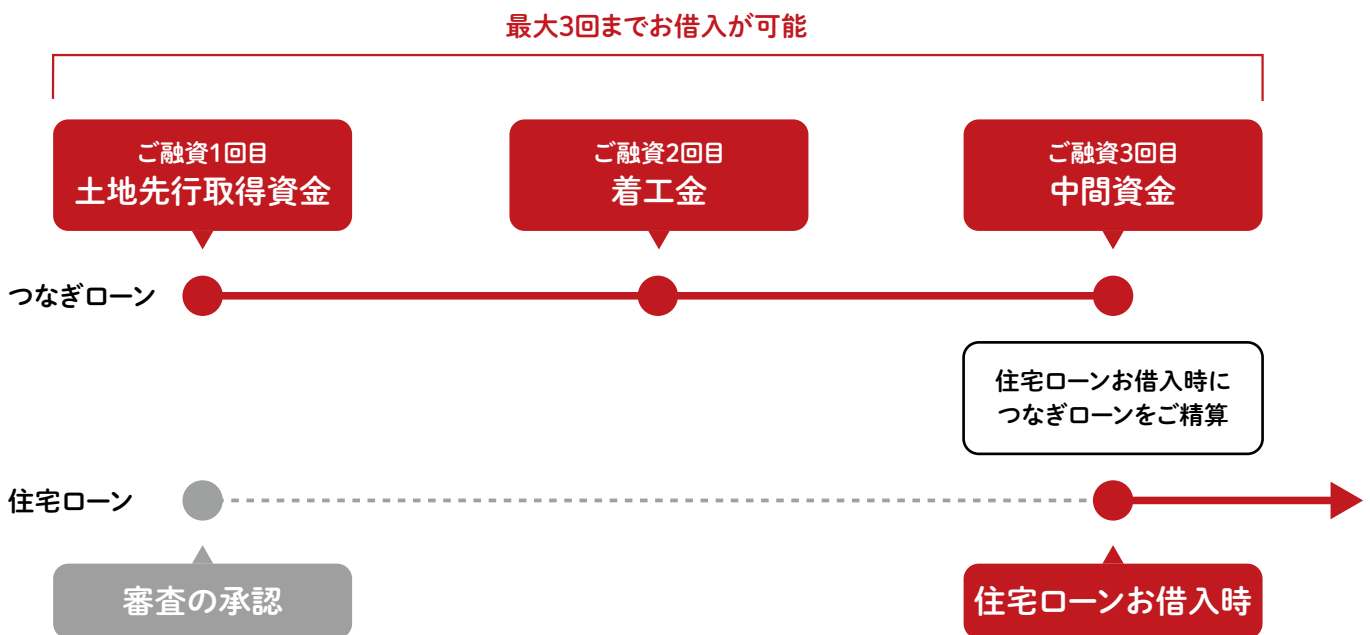 最大3回までお借入が可能
ご融資1回目
土地先行取得資金
ご融資2回目
着工金
ご融資3回目
中間資金
つなぎローン
住宅ローンお借入時に
つなぎローンをご精算
住宅ローン
審査の承認
住宅ローンお借入時